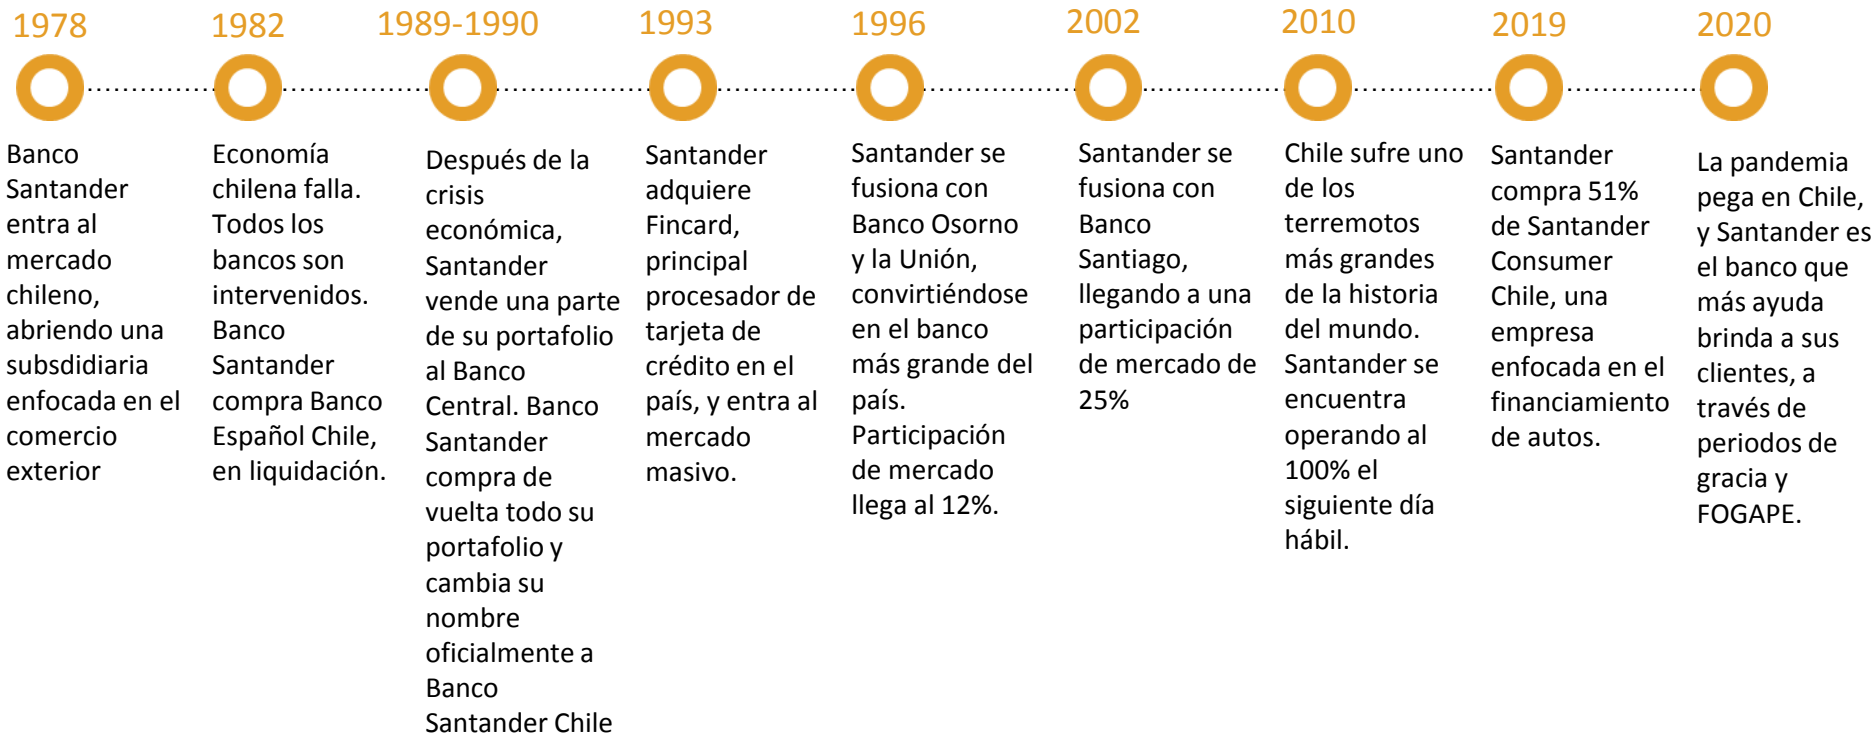 1978
Banco
Santander
entra al
mercado
chileno,
abriendo una
subsdidiaria
enfocada en el
comercio
exterior
1982
Economía
chilena falla.
Todos los
bancos son
intervenidos.
Banco
Santander
compra Banco
Español Chile,
en liquidación.
1989-1990
Después de la
crisis
económica,
Santander
vende una parte
de su portafolio
al Banco
Central. Banco
Santander
compra de
vuelta todo su
portafolio y
cambia su
nombre
oficialmente a
Banco
Santander Chile
1993
Santander
adquiere
Fincard,
principal
procesador de
tarjeta de
crédito en el
país, y entra al
mercado
masivo.
1996
Santander se
fusiona con
Banco Osorno
y la Unión,
convirtiéndose
en el banco
más grande del
país.
Participación
de mercado
llega al 12%.
2002
Santander se
fusiona con
Banco
Santiago,
llegando a una
participación
de mercado de
25%
2010
Chile sufre uno
de los
terremotos
más grandes
de la historia
del mundo.
Santander se
encuentra
operando al
100% el
siguiente día
hábil.
2019
Santander
compra 51%
de Santander
Consumer
Chile, una
empresa
enfocada en el
financiamiento
de autos.
2020
La pandemia
pega en Chile,
y Santander es
el banco que
más ayuda
brinda a sus
clientes, a
través de
periodos de
gracia y
FOGAPE.